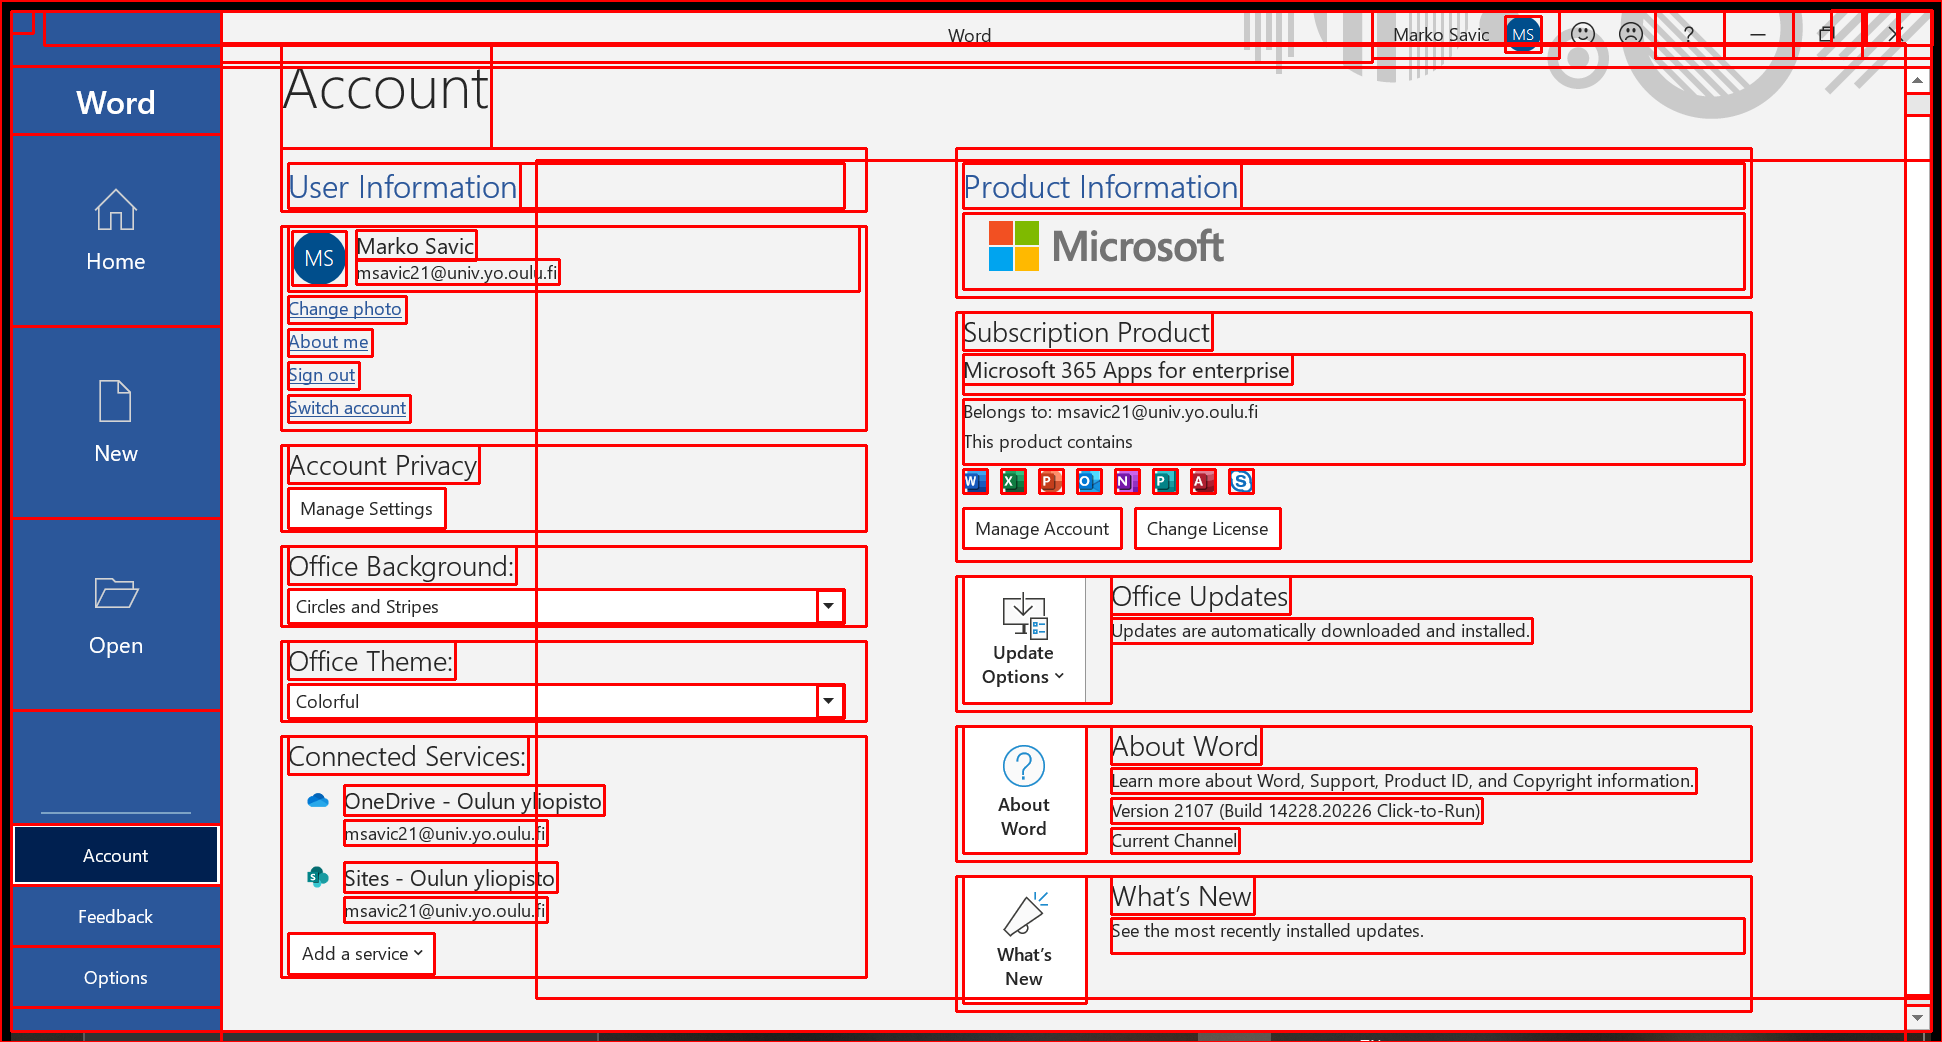 Word
Marko Savic
MS
?
Word
Home
New
Open
Account
Feedback
Options
Account
User Information
MS
Marko Savic
msavic21@univ.yo.oulu.fi
Change photo
About me
Sign out
Switch account
Account Privacy
Manage Settings
Office Background:
Circles and Stripes
Office Theme:
Colorful
Connected Services:
OneDrive - Oulun yliopisto
msavic21@univ.yo.oulu.fi
S
Sites - Oulun yliopisto
msavic21@univ.yo.oulu.fi
Add a service
Product Information
Microsoft
Subscription Product
Microsoft 365 Apps for enterprise
Belongs to: msavic21@univ.yo.oulu.fi
This product contains
W X P O N P A S
Manage Account
Change License
Update
Options
Office Updates
Updates are automatically downloaded and installed.
?
About
Word
About Word
Learn more about Word, Support, Product ID, and Copyright information.
Version 2107 (Build 14228.20226 Click-to-Run)
Current Channel
What's
New
What's New
See the most recently installed updates.